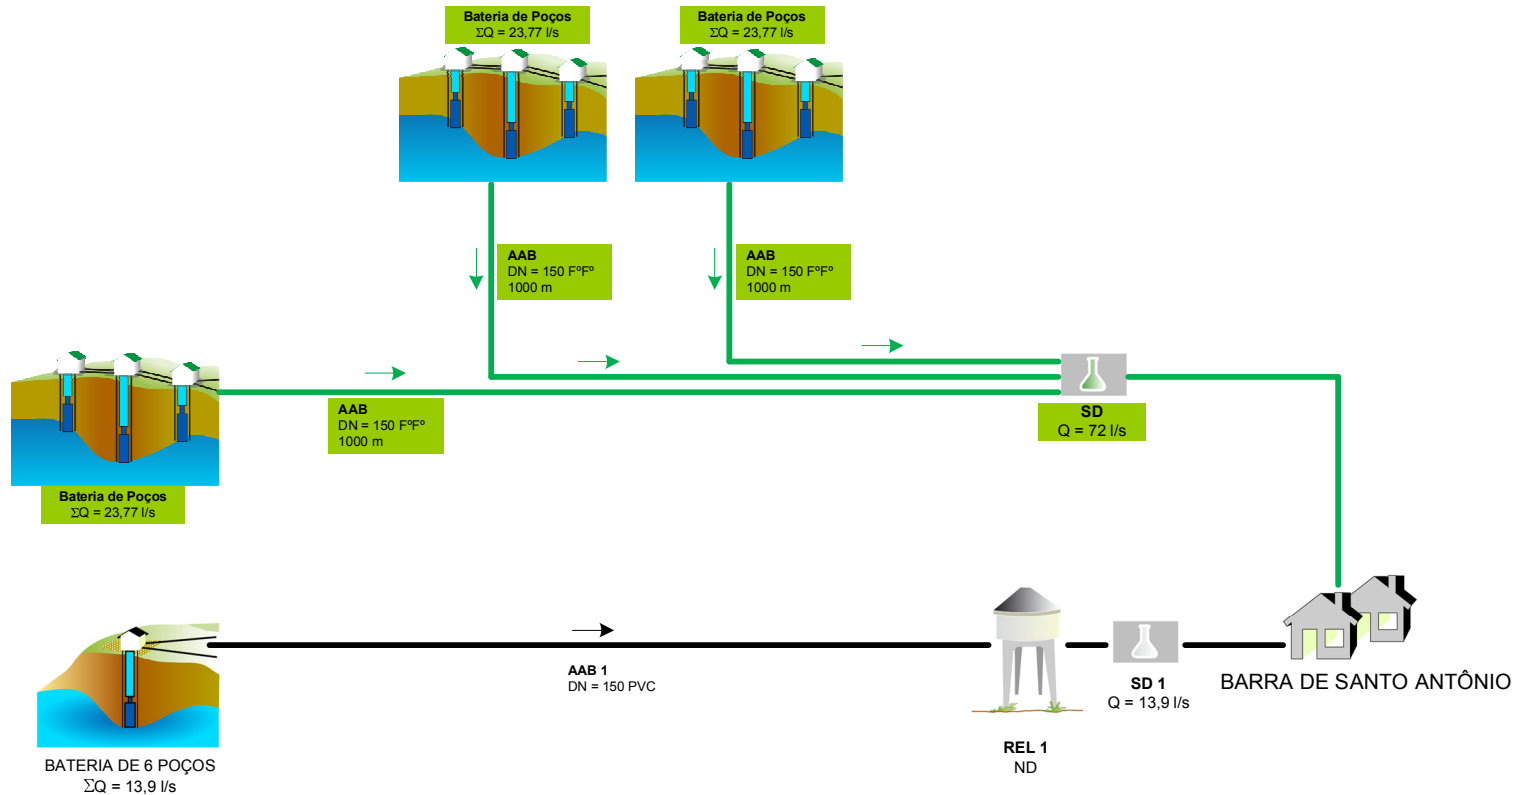 Bateria de Poços
ΣQ = 23,77 l/s
Bateria de Poços
ΣQ = 23,77 l/s
AAB
DN = 150 FºFº
1000 m
AAB
DN = 150 FºFº
1000 m
AAB
DN = 150 FºFº
1000 m
SD
Q = 72 l/s
Bateria de Poços
ΣQ = 23,77 l/s
AAB 1
DN = 150 PVC
SD 1
Q = 13,9 l/s
BARRA DE SANTO ANTÔNIO
REL 1
ND
BATERIA DE 6 POÇOS
ΣQ = 13,9 l/s